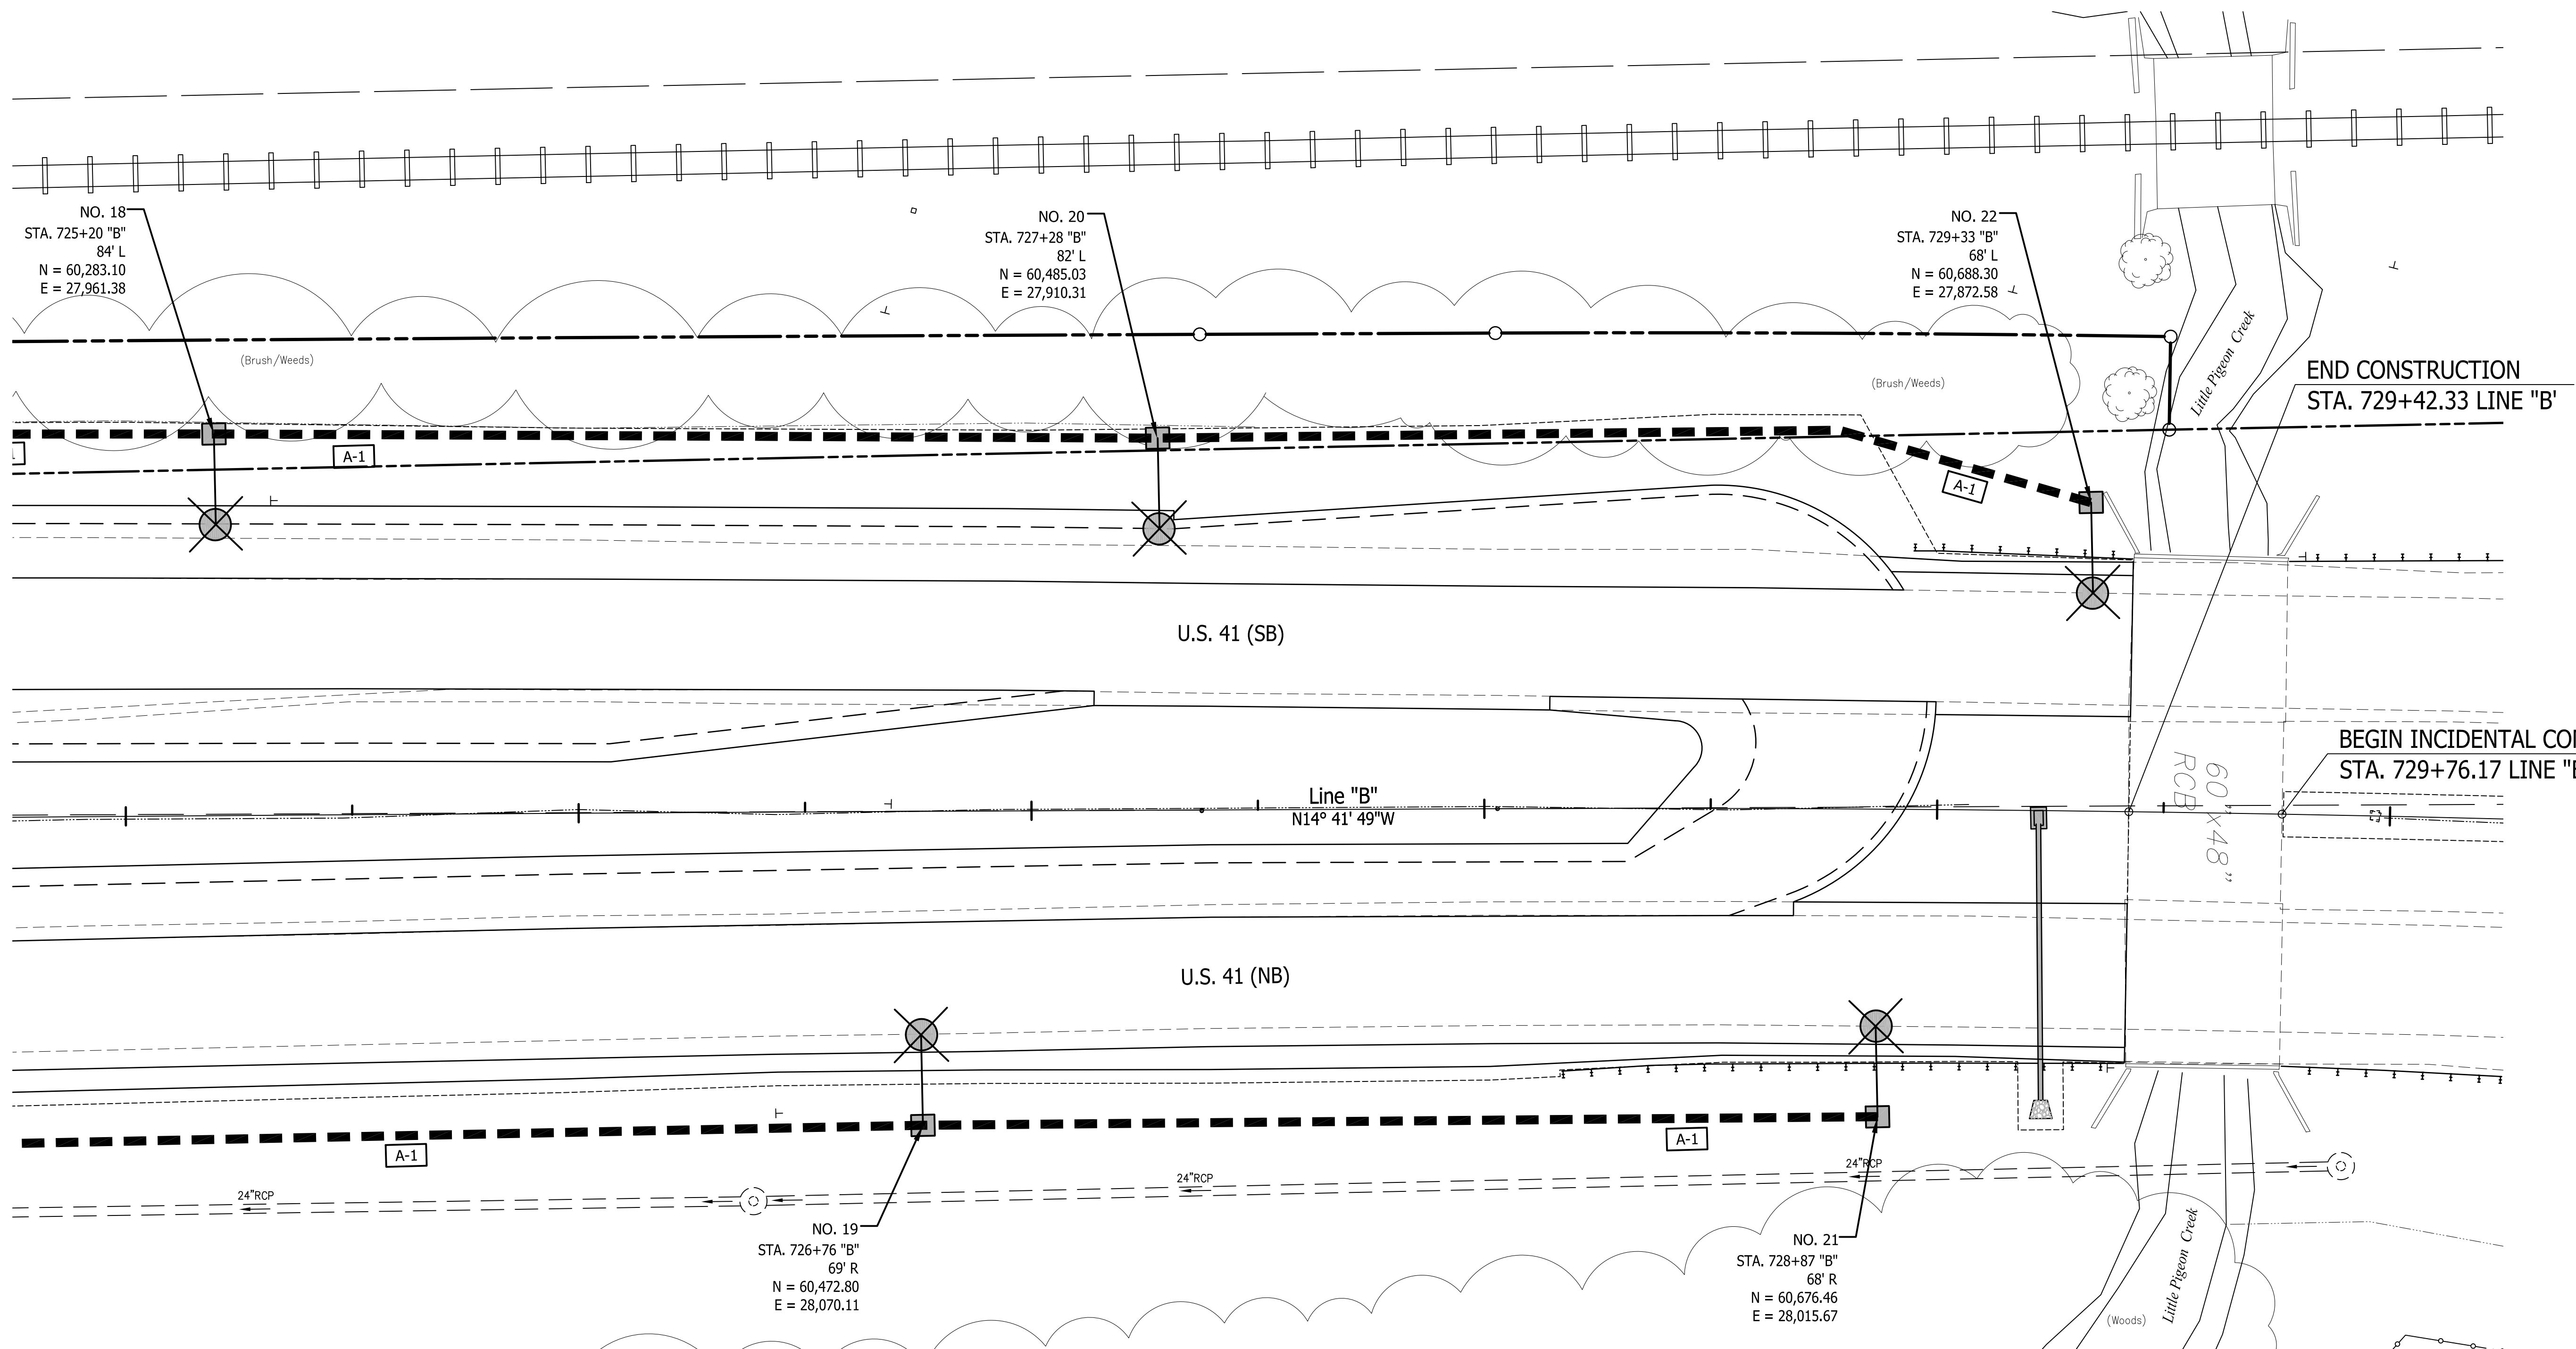 NO. 18
STA. 725+20 "B"
84' L
N = 60,283.10
E = 27,961.38
NO. 20
STA. 727+28 "B"
82' L
N = 60,485.03
E = 27,910.31
NO. 22
STA. 729+33 "B"
68' L
N = 60,688.30
E = 27,872.58
(Brush/Weeds)
(Brush/Weeds)
Little Pigeon Creek
END CONSTRUCTION
STA. 729+42.33 LINE "B'
A-1
A-1
U.S. 41 (SB)
BEGIN INCIDENTAL CO
STA. 729+76.17 LINE "
60"x48"
RCB
Line "B"
N14° 41' 49"W
U.S. 41 (NB)
A-1
A-1
24"RCP
24"RCP
24"RCP
NO. 19
STA. 726+76 "B"
69' R
N = 60,472.80
E = 28,070.11
NO. 21
STA. 728+87 "B"
68' R
N = 60,676.46
E = 28,015.67
Little Pigeon Creek
(Woods)